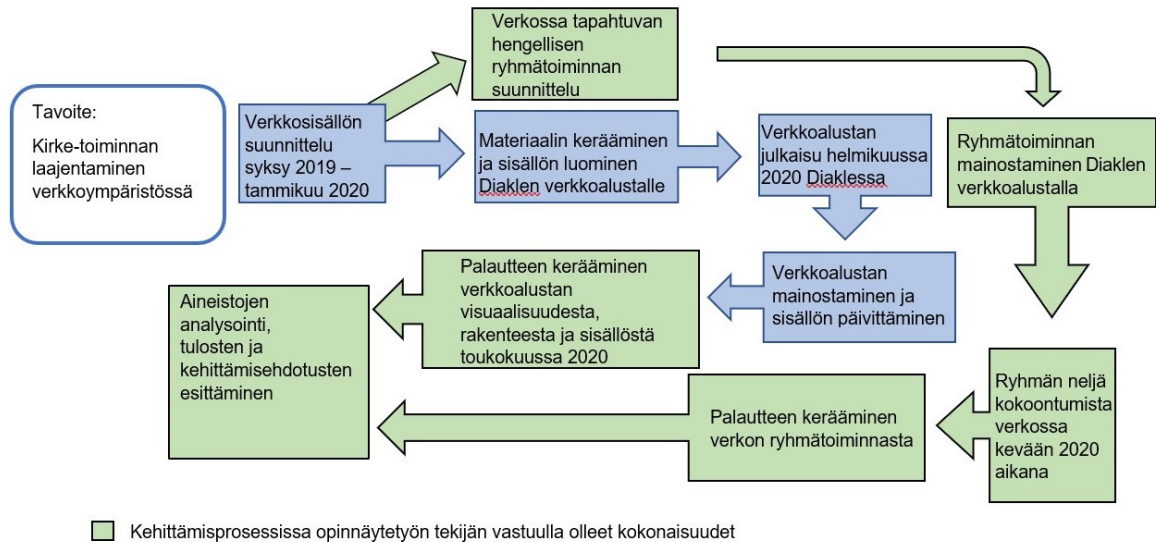 Tavoite:
Kirke-toiminnan
laajentaminen
verkkoympäristössä
Verkkosisällön
suunnittelu
syksy 2019 –
tammikuu 2020
Verkossa tapahtuvan
hengellisen
ryhmätoiminnan
suunnittelu
Materiaalin kerääminen
ja sisällön luominen
Diaklen verkkoalustalle
Verkkoalustan
julkaisu helmikuussa
2020 Diaklessa
Ryhmätoiminnan
mainostaminen Diaklen
verkkoalustalla
Verkkoalustan
mainostaminen ja
sisällön päivittäminen
Palautteen kerääminen
verkkoalustan
visuaalisuudesta,
rakenteesta ja sisällöstä
toukokuussa 2020
Aineistojen
analysointi,
tulosten ja
kehittämisehdotusten
esittäminen
Ryhmän neljä
kokoontumista
verkossa
kevään 2020
aikana
Palautteen kerääminen
verkon ryhmätoiminnasta
Kehittämisprosessissa opinnäytetyön tekijän vastuulla olleet kokonaisuudet